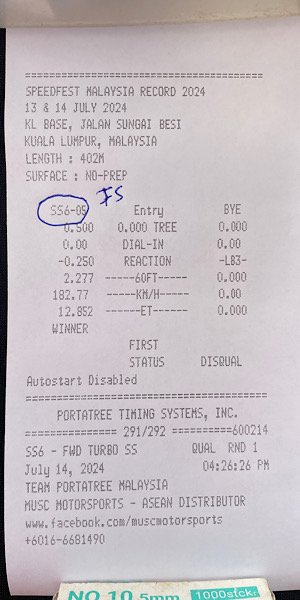 ========================================
SPEEDFEST MALAYSIA RECORD 2024
13 & 14 JULY 2024
KL BASE, JALAN SUNGAI BESI
KUALA LUMPUR, MALAYSIA
LENGTH : 402M
SURFACE : NO-PREP
FS
SS6-05 Entry BYE
0.500 0.000 TREE 0.000
0.00 DIAL-IN 0.00
-0.250 REACTION -LB3-
2.277 -----60FT----- 0.000
182.77 -----KM/H----- 0.00
12.852 ------ET------ 0.000
WINNER
FIRST
STATUS DISQUAL
Autostart Disabled
========================================
PORTATREE TIMING SYSTEMS, INC.
=============== 291/292 ==========600214
SS6 - FWD TURBO SS QUAL RND 1
July 14, 2024 04:26:26 PM
TEAM PORTATREE MALAYSIA
MUSC MOTORSPORTS - ASEAN DISTRIBUTOR
www.facebook.com/muscmotorsports
+6016-6681490
NO 10 5mm 1000stck